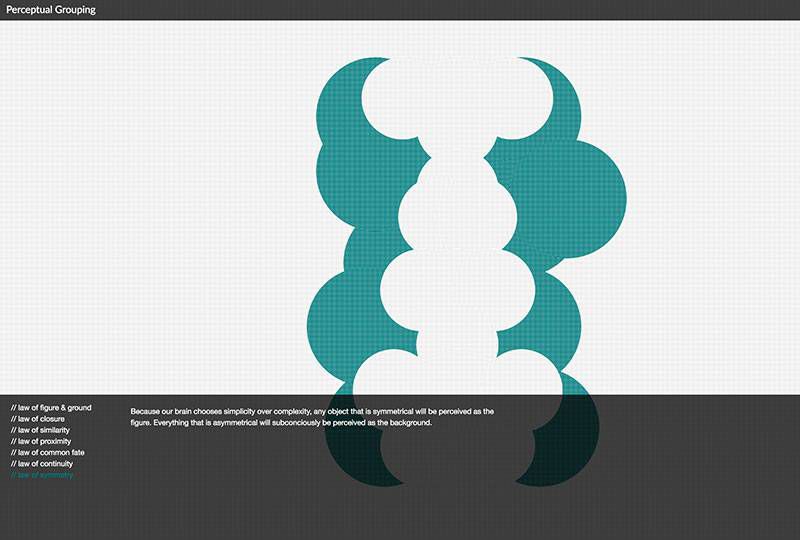 Perceptual Grouping
// law of figure & ground
// law of closure
// law of similarity
// law of proximity
// law of common fate
// law of continuity
// law of symmetry
Because our brain chooses simplicity over complexity, any object that is symmetrical will be perceived as the
figure. Everything that is asymmetrical will subconciously be perceived as the background.